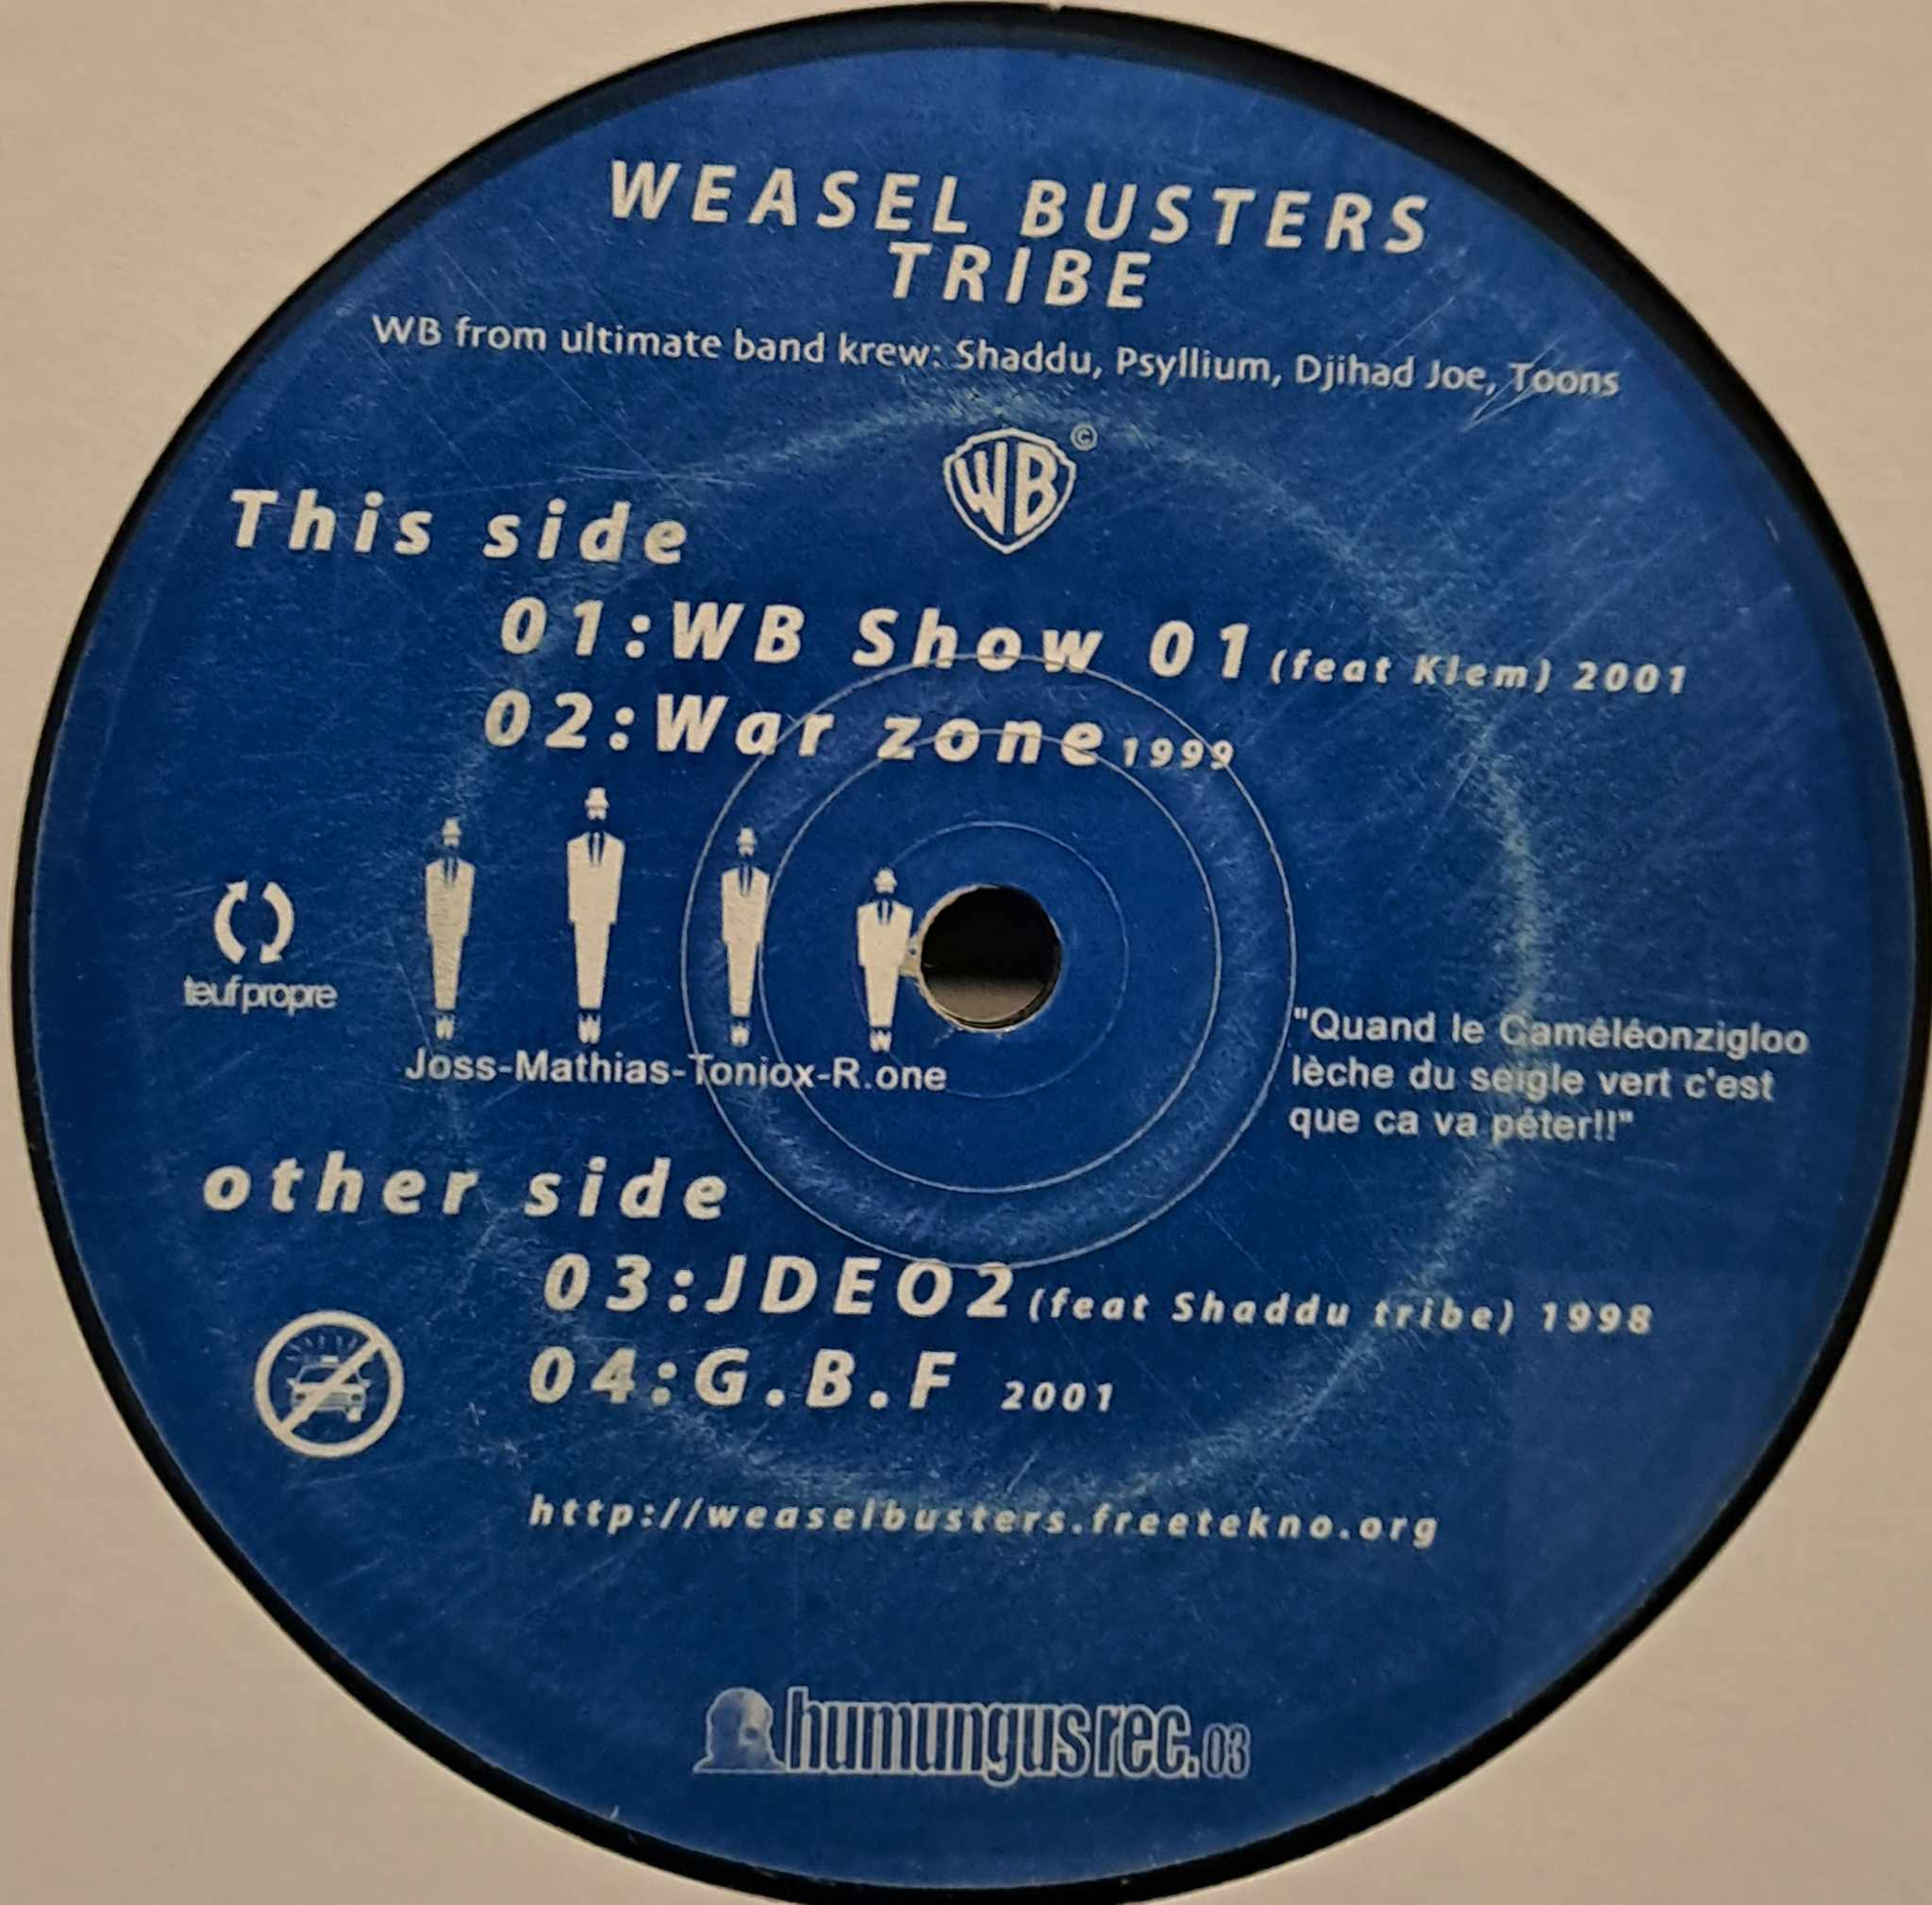 WEASEL BUSTERS
TRIBE
WB from ultimate band krew: Shaddu, Psyllium, Djihad Joe, Toons
WB ©
This side
01:WB Show 01 (feat Klem) 2001
02:War zone 1999
teuf propre
W W W W
Joss-Mathias-Toniox-R.one
"Quand le Caméléonzigloo
lèche du seigle vert c'est
que ca va péter!!"
other side
03:JDEO2 (feat Shaddu tribe) 1998
04:G.B.F 2001
http://weaselbusters.freetekno.org
humungus rec. 03